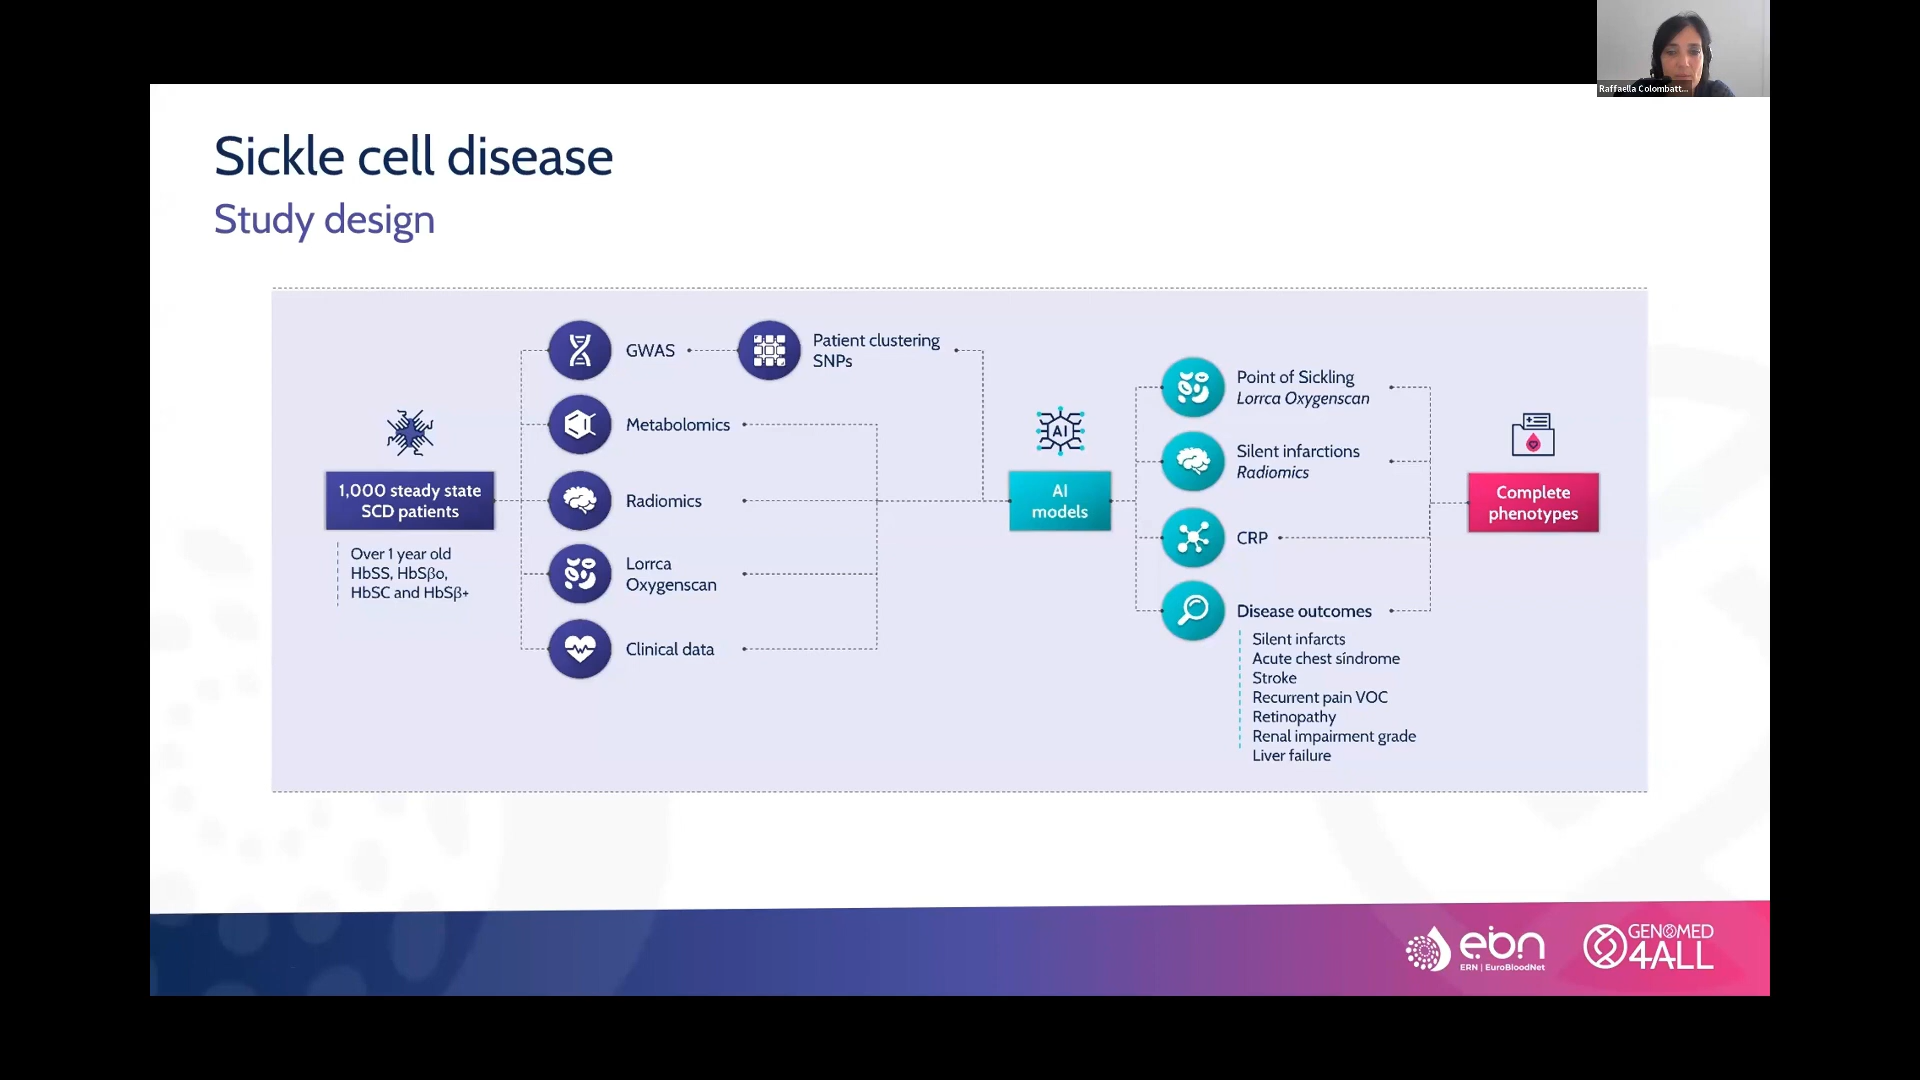 Raffaella Colombatt...
Sickle cell disease
Study design
1,000 steady state
SCD patients
Over 1 year old
HbSS, HbSβo,
HbSC and HbSβ+
GWAS
Patient clustering
SNPs
Metabolomics
Radiomics
Lorrca
Oxygenscan
Clinical data
AI
AI
models
Point of Sickling
Lorrca Oxygenscan
Silent infarctions
Radiomics
CRP
Disease outcomes
Silent infarcts
Acute chest síndrome
Stroke
Recurrent pain VOC
Retinopathy
Renal impairment grade
Liver failure
Complete
phenotypes
ebn
ERN | EuroBloodNet
GENOMED
4ALL